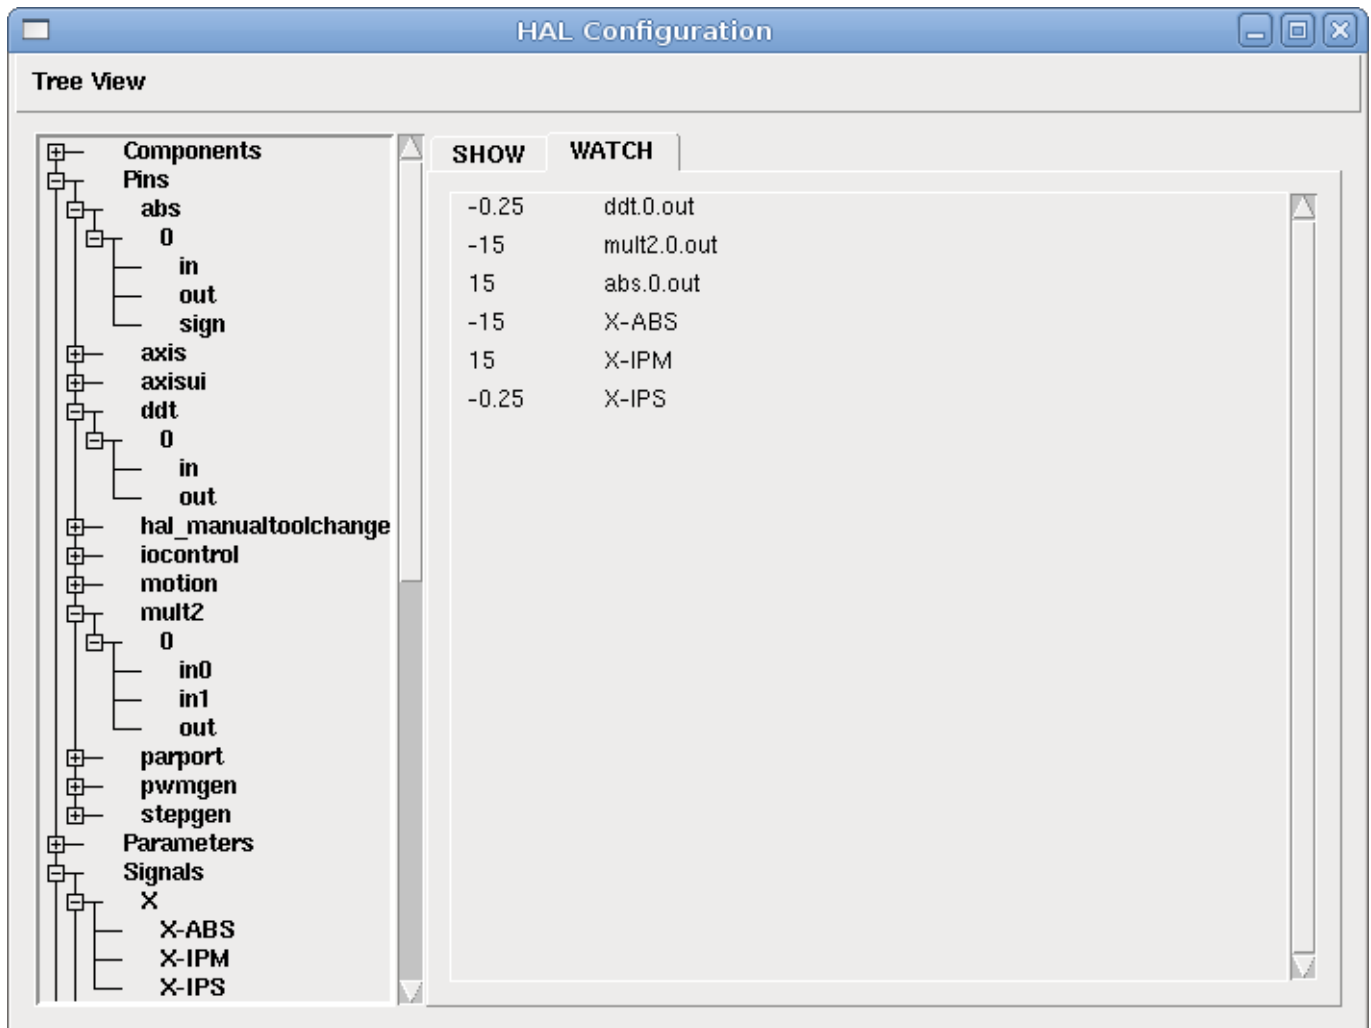 HAL Configuration
Tree View
Components
Pins
abs
0
in
out
sign
axis
axisui
ddt
0
in
out
hal_manualtoolchange
iocontrol
motion
mult2
0
in0
in1
out
parport
pwmgen
stepgen
Parameters
Signals
X
X-ABS
X-IPM
X-IPS
SHOW WATCH
-0.25 ddt.0.out
-15 mult2.0.out
15 abs.0.out
-15 X-ABS
15 X-IPM
-0.25 X-IPS